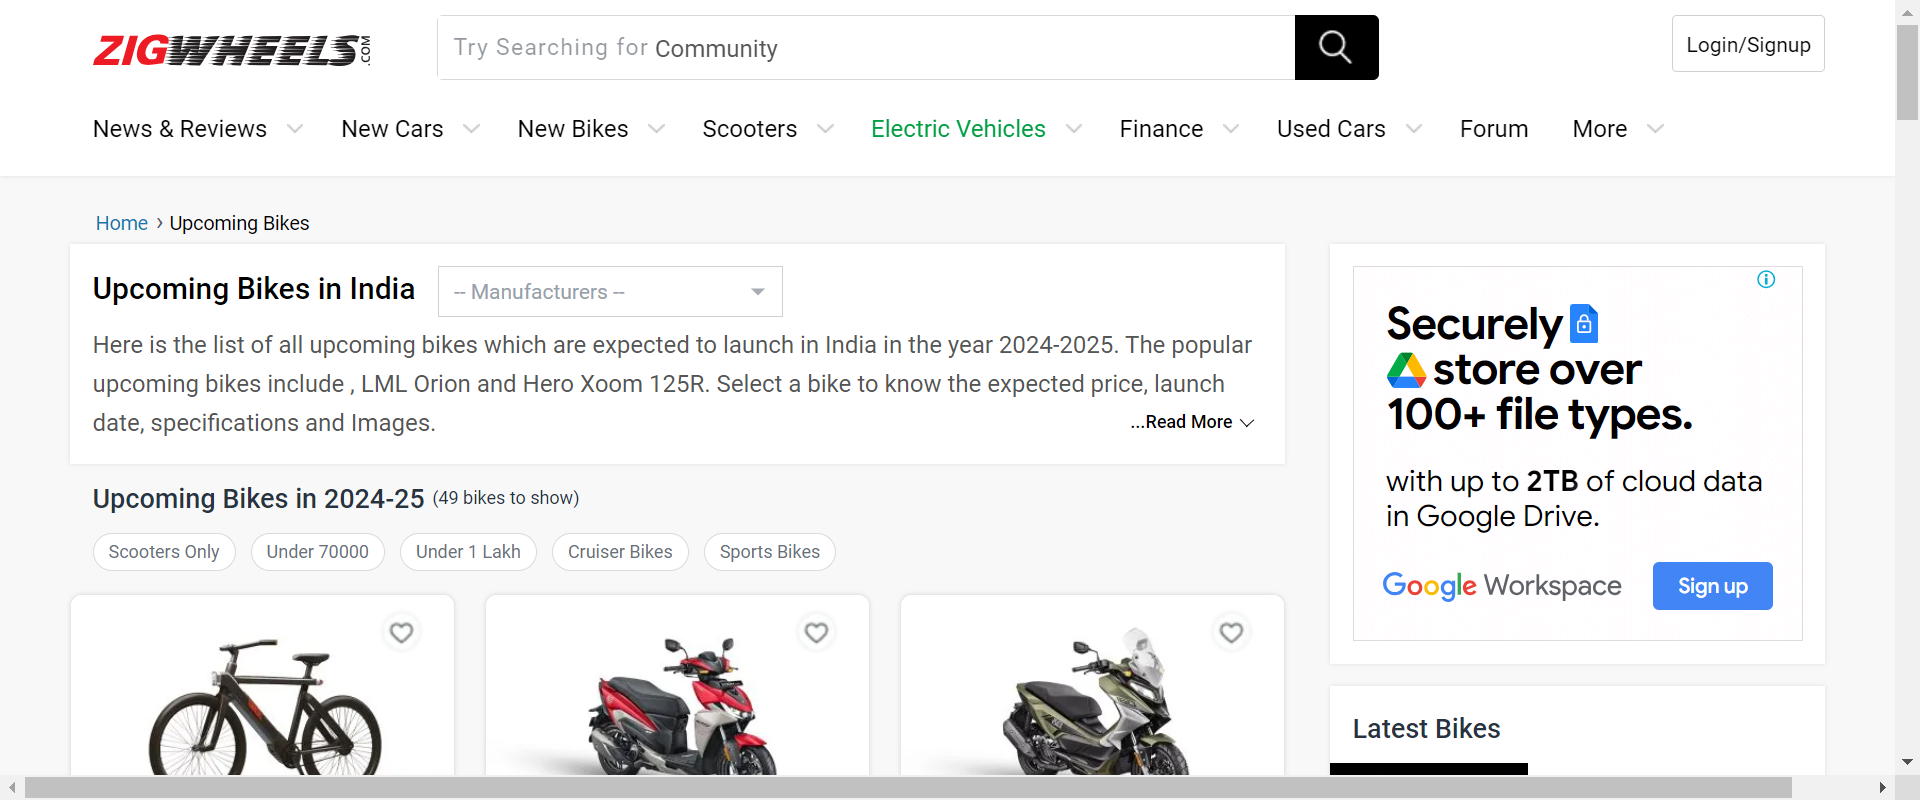 ZIGWHEELS.COM
Try Searching for Community
Login/Signup
News & Reviews
New Cars
New Bikes
Scooters
Electric Vehicles
Finance
Used Cars
Forum
More
Home › Upcoming Bikes
Upcoming Bikes in India
-- Manufacturers --
Here is the list of all upcoming bikes which are expected to launch in India in the year 2024-2025. The popular
upcoming bikes include , LML Orion and Hero Xoom 125R. Select a bike to know the expected price, launch
date, specifications and Images.
...Read More
Upcoming Bikes in 2024-25 (49 bikes to show)
Scooters Only
Under 70000
Under 1 Lakh
Cruiser Bikes
Sports Bikes
Securely
store over
100+ file types.
with up to 2TB of cloud data
in Google Drive.
Google Workspace
Sign up
Latest Bikes